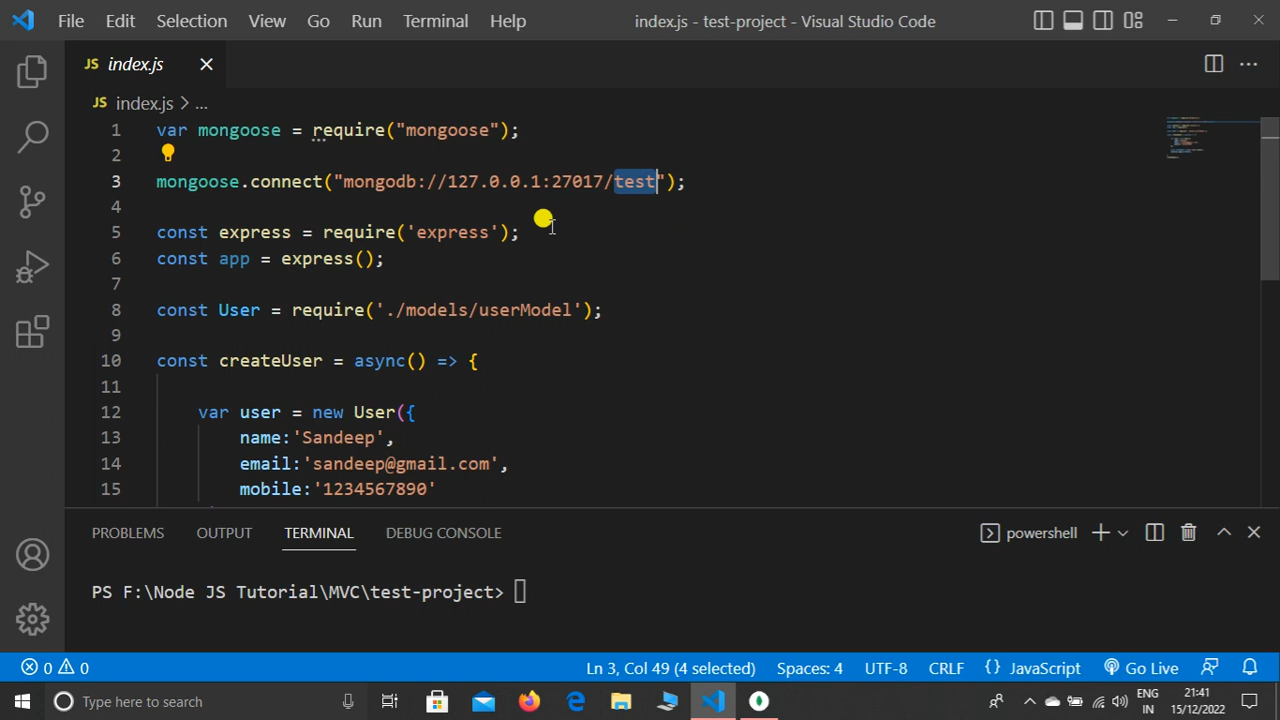 File Edit Selection View Go Run Terminal Help index.js - test-project - Visual Studio Code
JS index.js
JS index.js > ...
1 var mongoose = require("mongoose");
2
3 mongoose.connect("mongodb://127.0.0.1:27017/test");
4
5 const express = require('express');
6 const app = express();
7
8 const User = require('./models/userModel');
9
10 const createUser = async() => {
11
12 var user = new User({
13 name:'Sandeep',
14 email:'sandeep@gmail.com',
15 mobile:'1234567890'
PROBLEMS OUTPUT TERMINAL DEBUG CONSOLE powershell
PS F:\Node JS Tutorial\MVC\test-project>
0 0 Ln 3, Col 49 (4 selected) Spaces: 4 UTF-8 CRLF {} JavaScript Go Live
Type here to search ENG 21:41
IN 15/12/2022